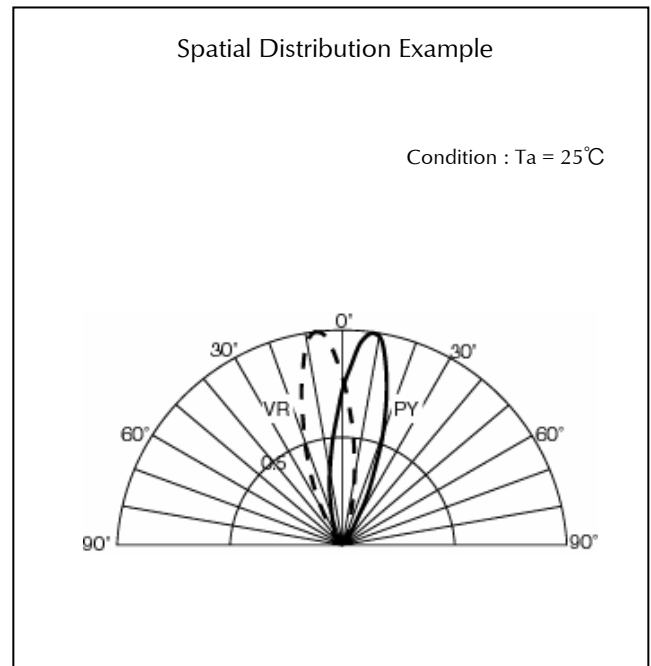 Spatial Distribution Example
Condition : Ta = 25℃
0°
30°
30°
VR
PY
60°
60°
0.5
90°
90°